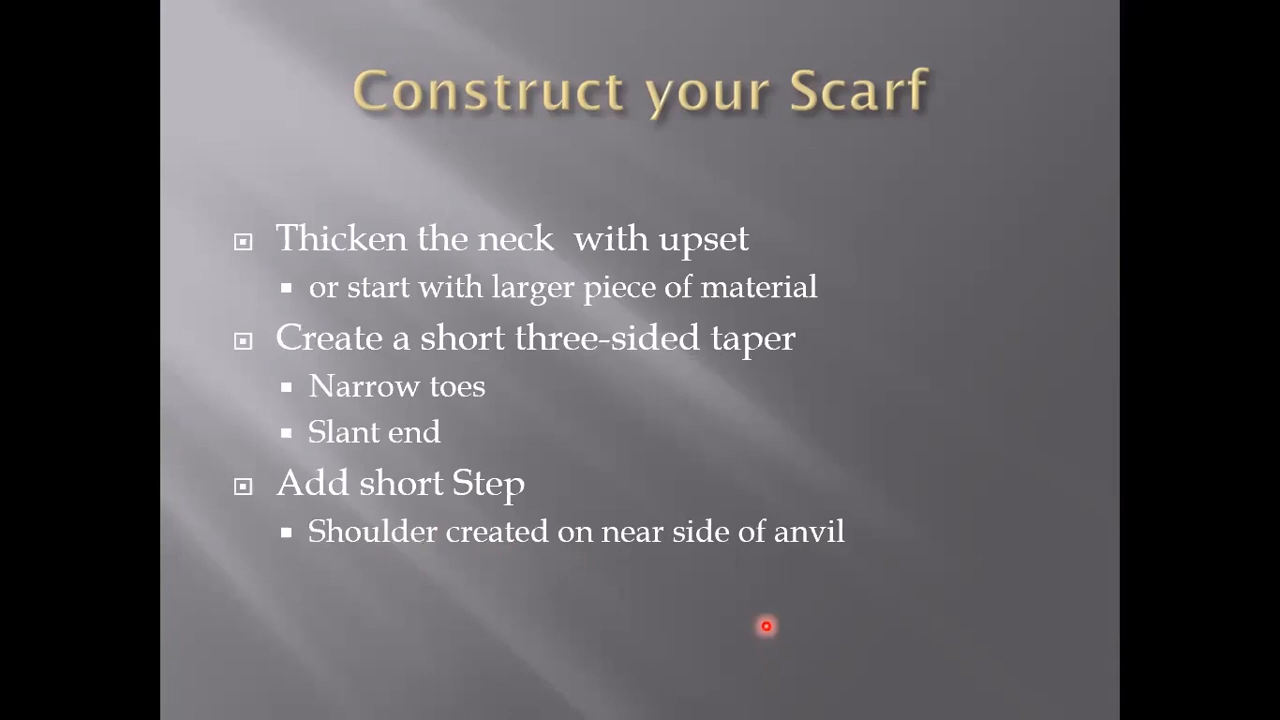 Construct your Scarf
Thicken the neck with upset
or start with larger piece of material
Create a short three-sided taper
Narrow toes
Slant end
Add short Step
Shoulder created on near side of anvil